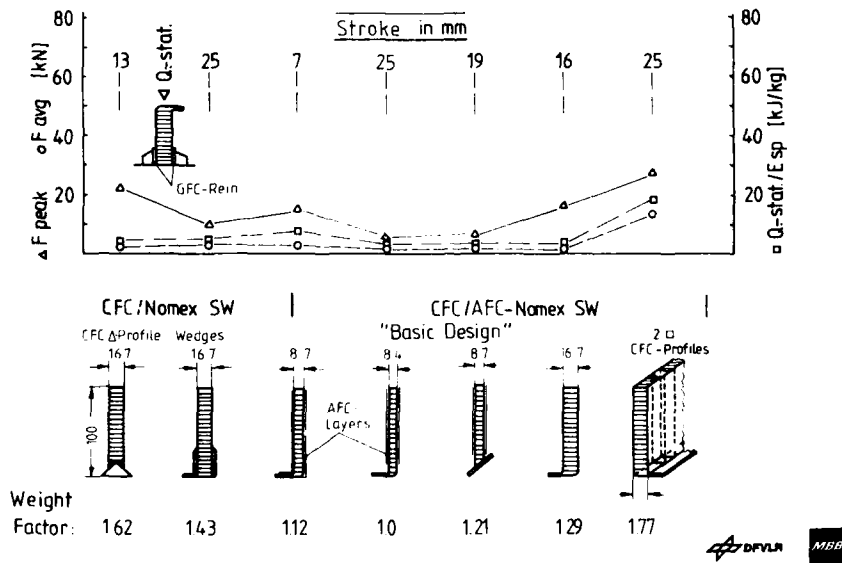 Stroke in mm
80
60
40
20
△ F peak ○ F avg [kN]
▽ Q-stat.
13 25 7 25 19 16 25
GFC-Rein
80
60
40
20
□ Q-stat./E sp [kJ/kg]
CFC/Nomex SW
CFC/AFC-Nomex SW
"Basic Design"
CFC Δ-Profile Wedges
2 □
CFC-Profiles
16.7 16.7 8.7 8.4 8.7 16.7
100
AFC-
Layers
Weight
Factor: 1.62 1.43 1.12 1.0 1.21 1.29 1.77
DFVLR
MBB